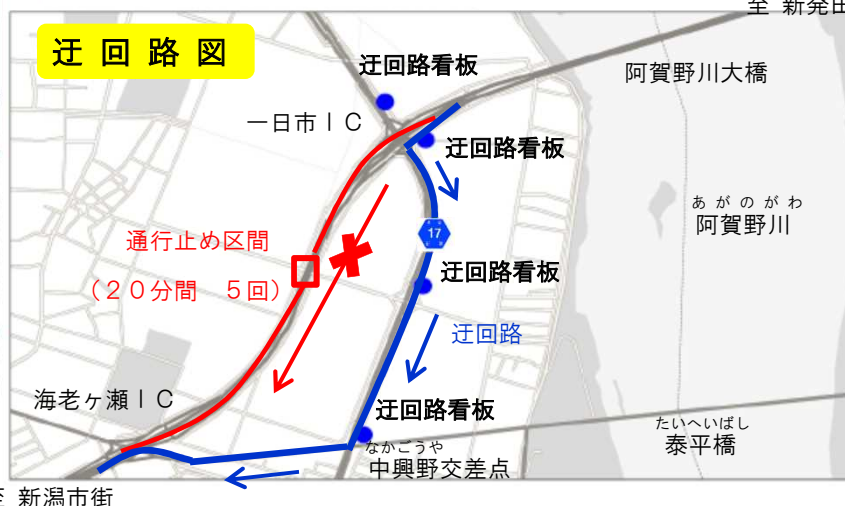 至 新発田
迂回路図
迂回路看板
阿賀野川大橋
一日市ＩＣ
迂回路看板
あがのがわ
阿賀野川
17
通行止め区間
（２０分間　５回）
迂回路看板
迂回路
海老ヶ瀬ＩＣ
迂回路看板
たいへいばし
泰平橋
なかごうや
中興野交差点
至 新潟市街